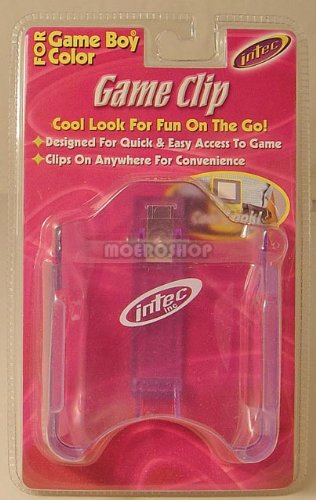 FOR Game Boy®
Color
intec
Game Clip
Cool Look For Fun On The Go!
Designed For Quick & Easy Access To Game
Clips On Anywhere For Convenience
MOEROSHOP
intec
inc